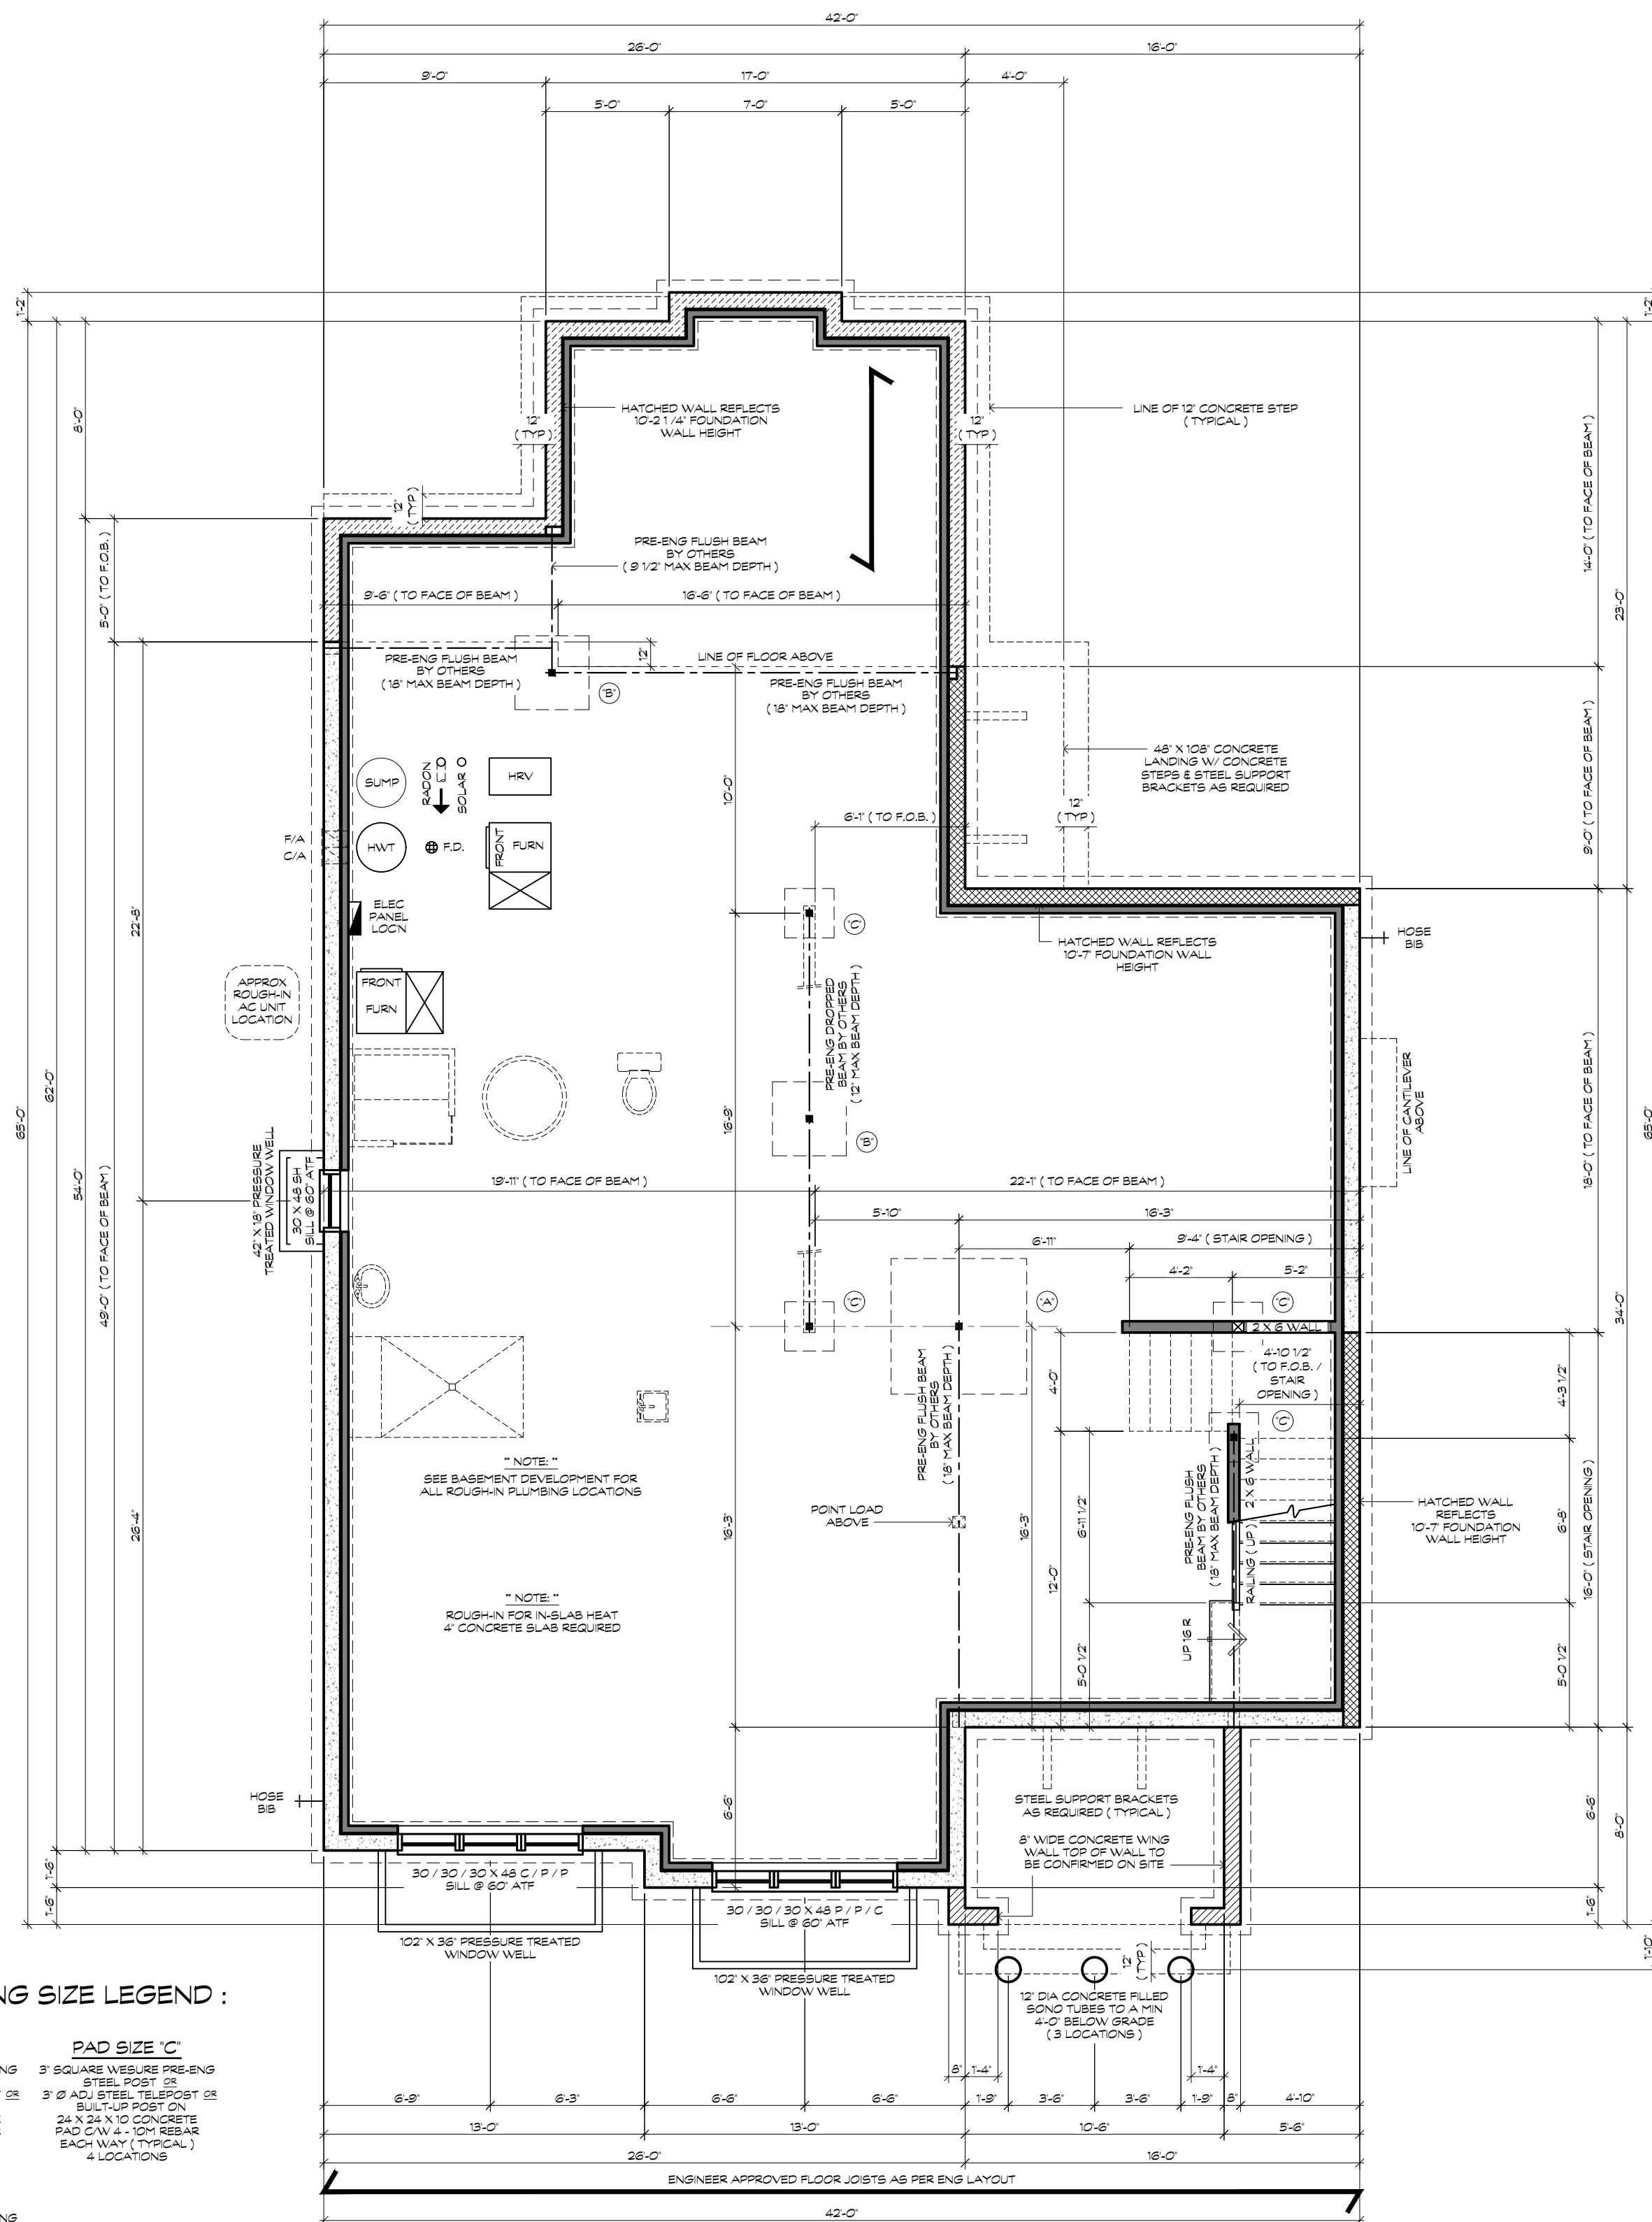 42'-0"
26'-0"
16'-0"
9'-0"
17'-0"
4'-0"
5'-0"
7'-0"
5'-0"
1'-2"
1'-2"
8'-0"
5'-0" ( TO F.O.B. )
12"
( TYP )
HATCHED WALL REFLECTS
10'-2 1/4" FOUNDATION
WALL HEIGHT
12"
( TYP )
LINE OF 12" CONCRETE STEP
( TYPICAL )
14'-0" ( TO FACE OF BEAM )
23'-0"
12"
( TYP )
PRE-ENG FLUSH BEAM
BY OTHERS
( 9 1/2" MAX BEAM DEPTH )
9'-6" ( TO FACE OF BEAM )
16'-6" ( TO FACE OF BEAM )
12"
LINE OF FLOOR ABOVE
PRE-ENG FLUSH BEAM
BY OTHERS
( 18" MAX BEAM DEPTH )
"B"
PRE-ENG FLUSH BEAM
BY OTHERS
( 18" MAX BEAM DEPTH )
SUMP
RADON
SOLAR
HRV
10'-0"
48" X 108" CONCRETE
LANDING W/ CONCRETE
STEPS & STEEL SUPPORT
BRACKETS AS REQUIRED
9'-0" ( TO FACE OF BEAM )
12"
( TYP )
6'-1" ( TO F.O.B. )
F/A
C/A
HWT
F.D.
FRONT
FURN
ELEC
PANEL
LOCN
22'-8"
"C"
HATCHED WALL REFLECTS
10'-7" FOUNDATION WALL
HEIGHT
HOSE
BIB
APPROX
ROUGH-IN
AC UNIT
LOCATION
FRONT
FURN
PRE-ENG DROPPED
BEAM BY OTHERS
( 12" MAX BEAM DEPTH )
18'-0" ( TO FACE OF BEAM )
LINE OF CANTILEVER
ABOVE
65'-0"
62'-0"
54'-0"
49'-0" ( TO FACE OF BEAM )
16'-9"
"B"
65'-0"
42" X 18" PRESSURE
TREATED WINDOW WELL
30 X 48 SH
SILL @ 60" ATF
19'-11" ( TO FACE OF BEAM )
22'-1" ( TO FACE OF BEAM )
5'-10"
16'-3"
6'-11"
9'-4" ( STAIR OPENING )
4'-2"
5'-2"
34'-0"
"C"
"A"
"C"
2 X 6 WALL
4'-10 1/2"
( TO F.O.B. /
STAIR
OPENING )
4'-0"
4'-3 1/2"
PRE-ENG FLUSH BEAM
BY OTHERS
( 18" MAX BEAM DEPTH )
"C"
** NOTE: **
SEE BASEMENT DEVELOPMENT FOR
ALL ROUGH-IN PLUMBING LOCATIONS
POINT LOAD
ABOVE
26'-4"
16'-3"
16'-3"
12'-0"
6'-11 1/2"
PRE-ENG FLUSH
BEAM BY OTHERS
( 18" MAX BEAM DEPTH )
2 X 6 WALL
RAILING ( UP )
HATCHED WALL
REFLECTS
10'-7" FOUNDATION
WALL HEIGHT
6'-8"
16'-0" ( STAIR OPENING )
** NOTE: **
ROUGH-IN FOR IN-SLAB HEAT
4" CONCRETE SLAB REQUIRED
UP 16 R
5'-0 1/2"
5'-0 1/2"
HOSE
BIB
6'-6"
STEEL SUPPORT BRACKETS
AS REQUIRED ( TYPICAL )
8" WIDE CONCRETE WING
WALL TOP OF WALL TO
BE CONFIRMED ON SITE
6'-6"
8'-0"
1'-6"
1'-6"
30 / 30 / 30 X 48 C / P / P
SILL @ 60" ATF
102" X 36" PRESSURE TREATED
WINDOW WELL
30 / 30 / 30 X 48 P / P / C
SILL @ 60" ATF
102" X 36" PRESSURE TREATED
WINDOW WELL
1'-6"
1'-10"
12"
( TYP )
12" DIA CONCRETE FILLED
SONO TUBES TO A MIN
4'-0" BELOW GRADE
( 3 LOCATIONS )
NG SIZE LEGEND :
PAD SIZE "C"
NG
OR
3" SQUARE WESURE PRE-ENG
STEEL POST OR
3" Ø ADJ STEEL TELEPOST OR
BUILT-UP POST ON
24 X 24 X 10 CONCRETE
PAD C/W 4 - 10M REBAR
EACH WAY ( TYPICAL )
4 LOCATIONS
NG
8"
1'-4"
1'-4"
6'-9"
6'-3"
6'-6"
6'-6"
1'-9"
3'-6"
3'-6"
1'-9"
8"
4'-10"
13'-0"
13'-0"
10'-6"
5'-6"
26'-0"
16'-0"
ENGINEER APPROVED FLOOR JOISTS AS PER ENG LAYOUT
42'-0"